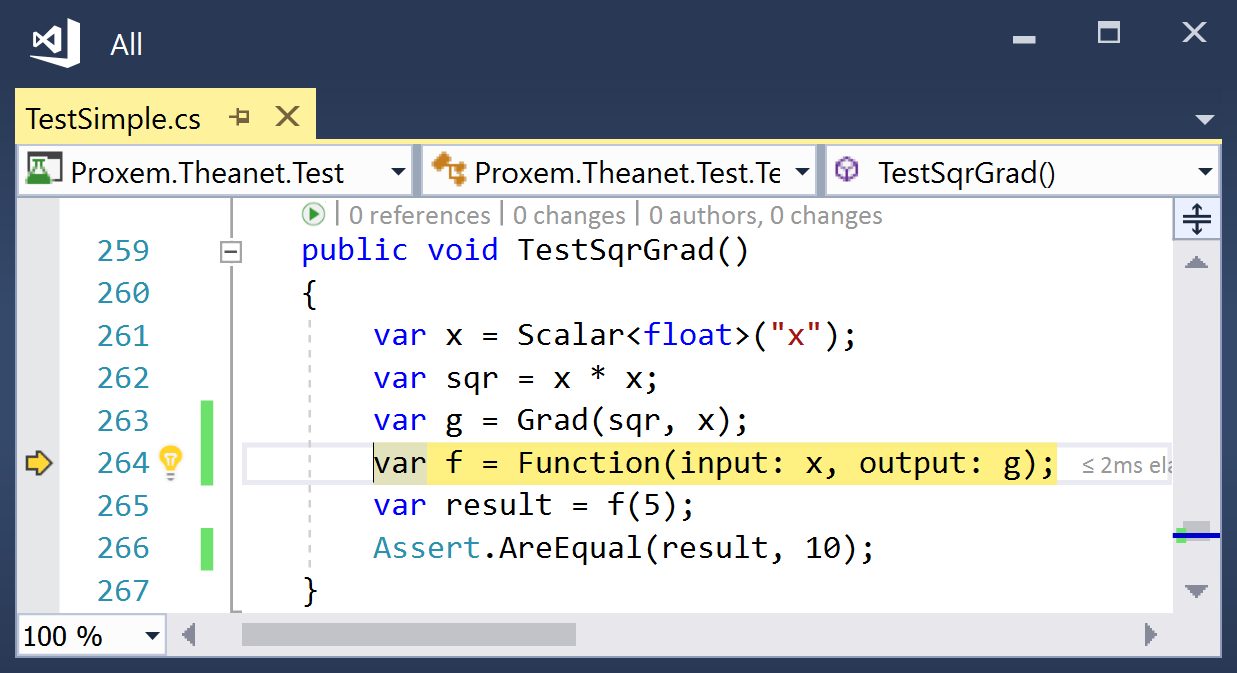 All
TestSimple.cs
Proxem.Theanet.Test Proxem.Theanet.Test.Te TestSqrGrad()
0 references | 0 changes | 0 authors, 0 changes
259 public void TestSqrGrad()
260 {
261 var x = Scalar<float>("x");
262 var sqr = x * x;
263 var g = Grad(sqr, x);
264 var f = Function(input: x, output: g); ≤ 2ms ela
265 var result = f(5);
266 Assert.AreEqual(result, 10);
267 }
100 %